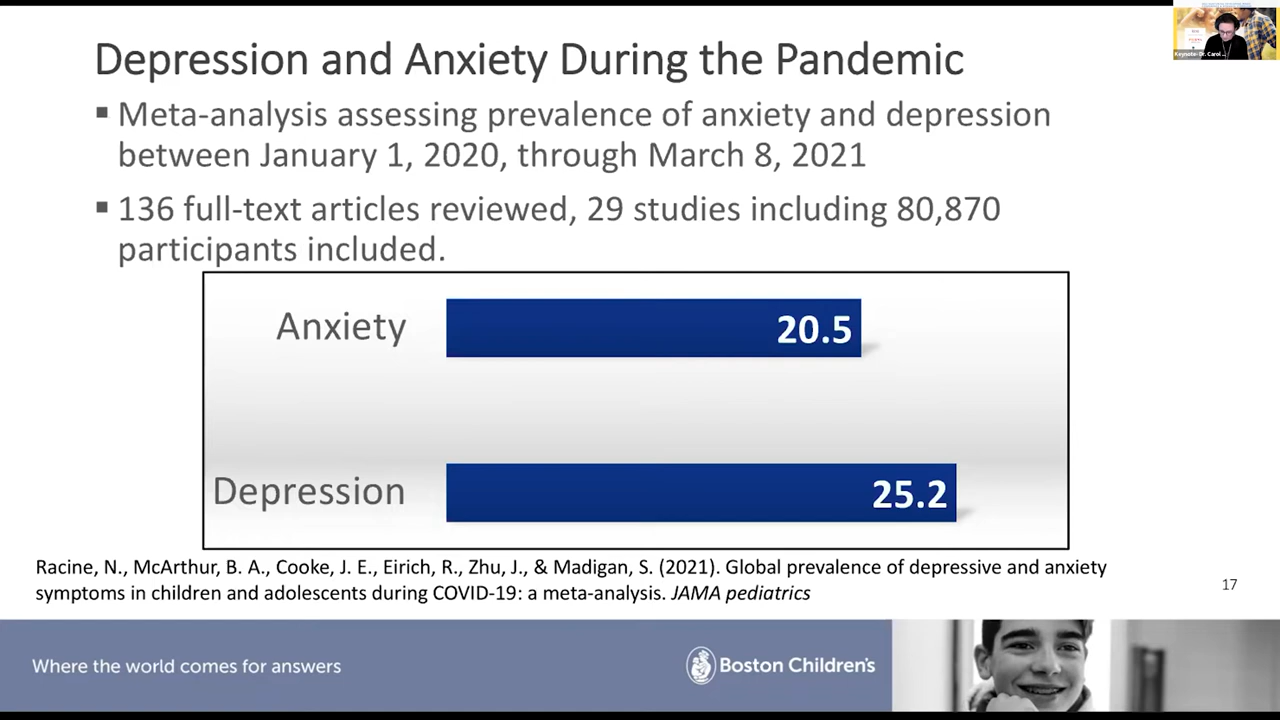 Depression and Anxiety During the Pandemic
▪ Meta-analysis assessing prevalence of anxiety and depression
between January 1, 2020, through March 8, 2021
▪ 136 full-text articles reviewed, 29 studies including 80,870
participants included.
Anxiety 20.5
Depression 25.2
Racine, N., McArthur, B. A., Cooke, J. E., Eirich, R., Zhu, J., & Madigan, S. (2021). Global prevalence of depressive and anxiety
symptoms in children and adolescents during COVID-19: a meta-analysis. JAMA pediatrics
17
Where the world comes for answers
Boston Children's
Keynote- Dr. Carol ...